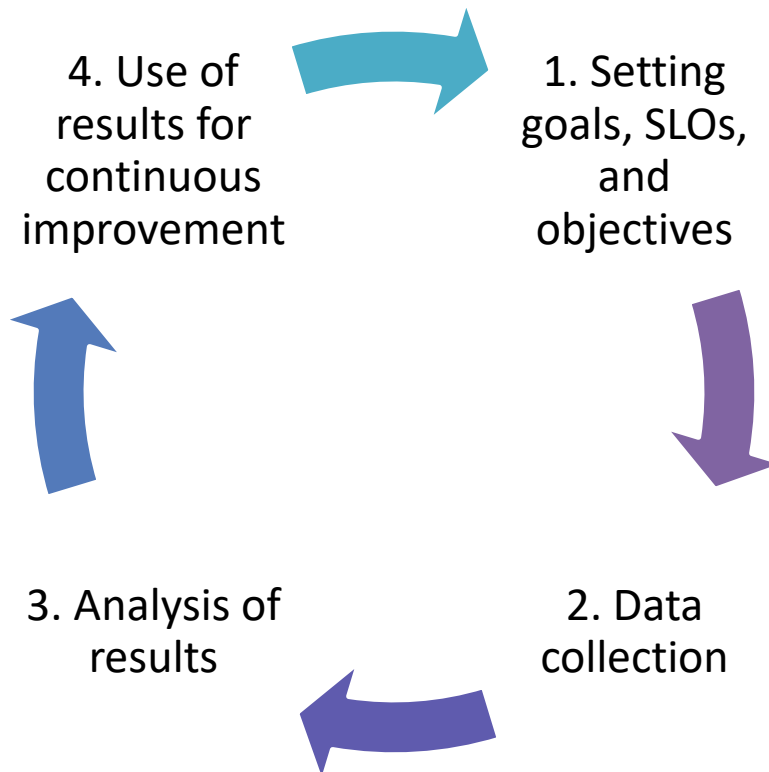 1. Setting
goals, SLOs,
and
objectives
2. Data
collection
3. Analysis of
results
4. Use of
results for
continuous
improvement